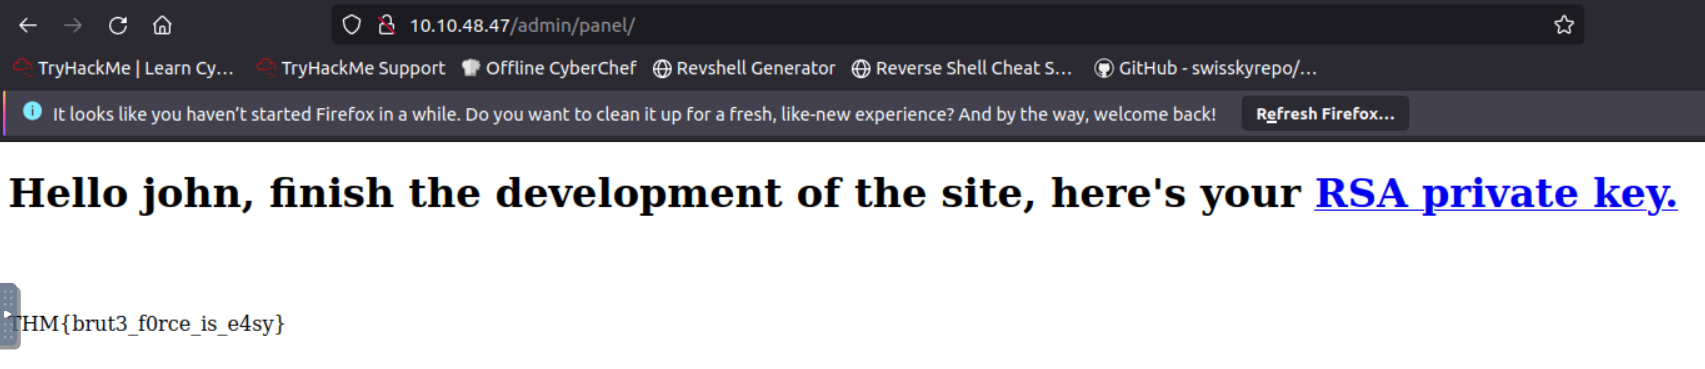 10.10.48.47/admin/panel/
TryHackMe | Learn Cy... TryHackMe Support Offline CyberChef Revshell Generator Reverse Shell Cheat S... GitHub - swisskyrepo/...
It looks like you haven’t started Firefox in a while. Do you want to clean it up for a fresh, like-new experience? And by the way, welcome back! Refresh Firefox...
Hello john, finish the development of the site, here's your RSA private key.
THM{brut3_f0rce_is_e4sy}